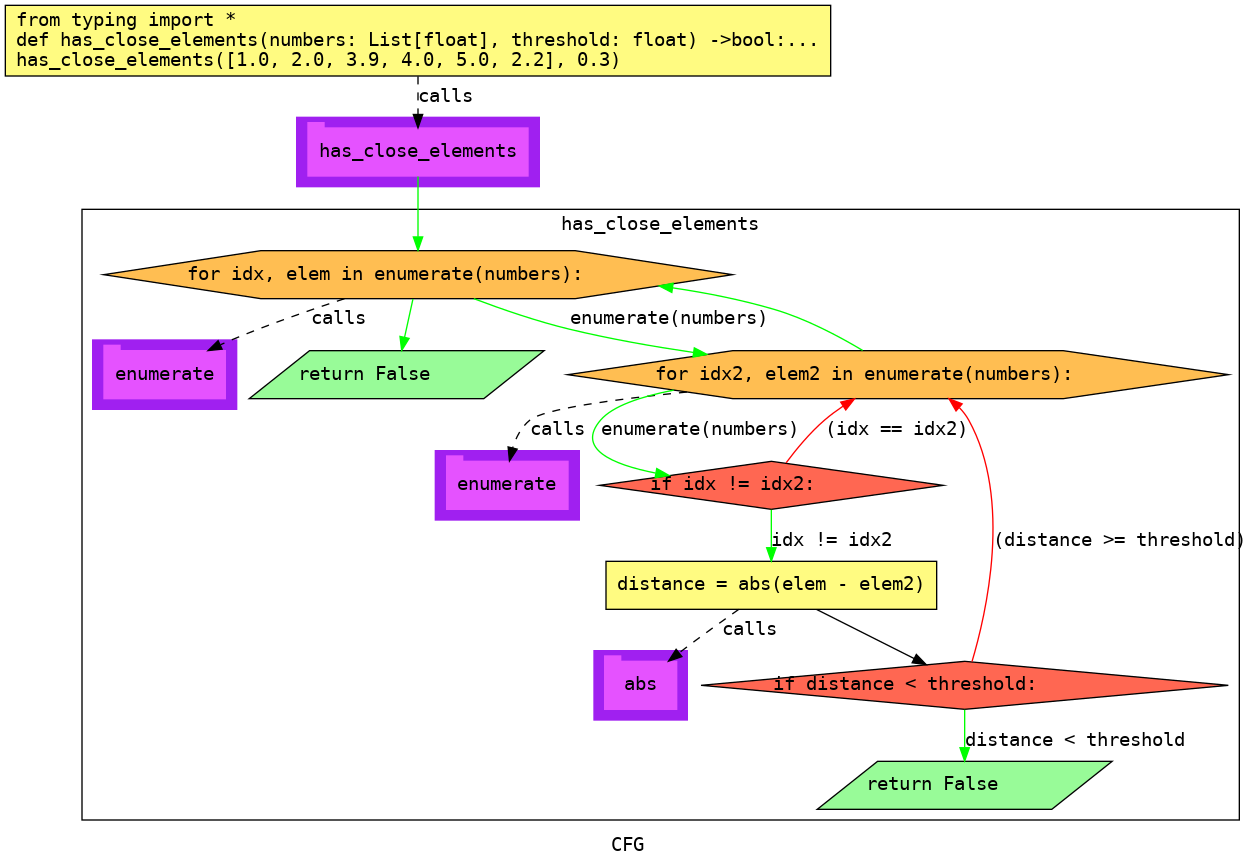 from typing import *
def has_close_elements(numbers: List[float], threshold: float) ->bool:...
has_close_elements([1.0, 2.0, 3.9, 4.0, 5.0, 2.2], 0.3)
calls
has_close_elements
has_close_elements
for idx, elem in enumerate(numbers):
calls
enumerate(numbers)
enumerate
return False
for idx2, elem2 in enumerate(numbers):
calls
enumerate(numbers)
(idx == idx2)
enumerate
if idx != idx2:
idx != idx2
(distance >= threshold)
distance = abs(elem - elem2)
calls
abs
if distance < threshold:
distance < threshold
return False
CFG